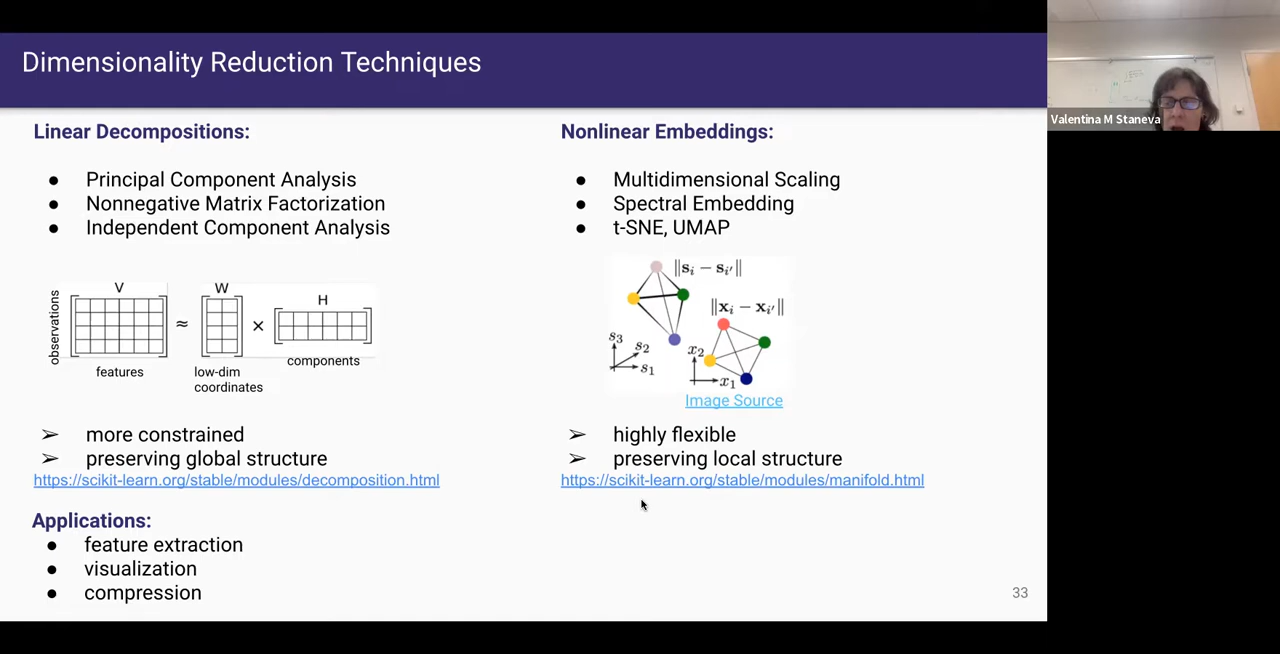 Dimensionality Reduction Techniques
Valentina M Staneva
Linear Decompositions:
● Principal Component Analysis
● Nonnegative Matrix Factorization
● Independent Component Analysis
V
W
H
observations
≈
×
features
low-dim
coordinates
components
➢ more constrained
➢ preserving global structure
https://scikit-learn.org/stable/modules/decomposition.html
Nonlinear Embeddings:
● Multidimensional Scaling
● Spectral Embedding
● t-SNE, UMAP
‖sᵢ − sᵢ′‖
‖xᵢ − xᵢ′‖
s₃
s₂
s₁
x₂
x₁
Image Source
➢ highly flexible
➢ preserving local structure
https://scikit-learn.org/stable/modules/manifold.html
Applications:
● feature extraction
● visualization
● compression
33